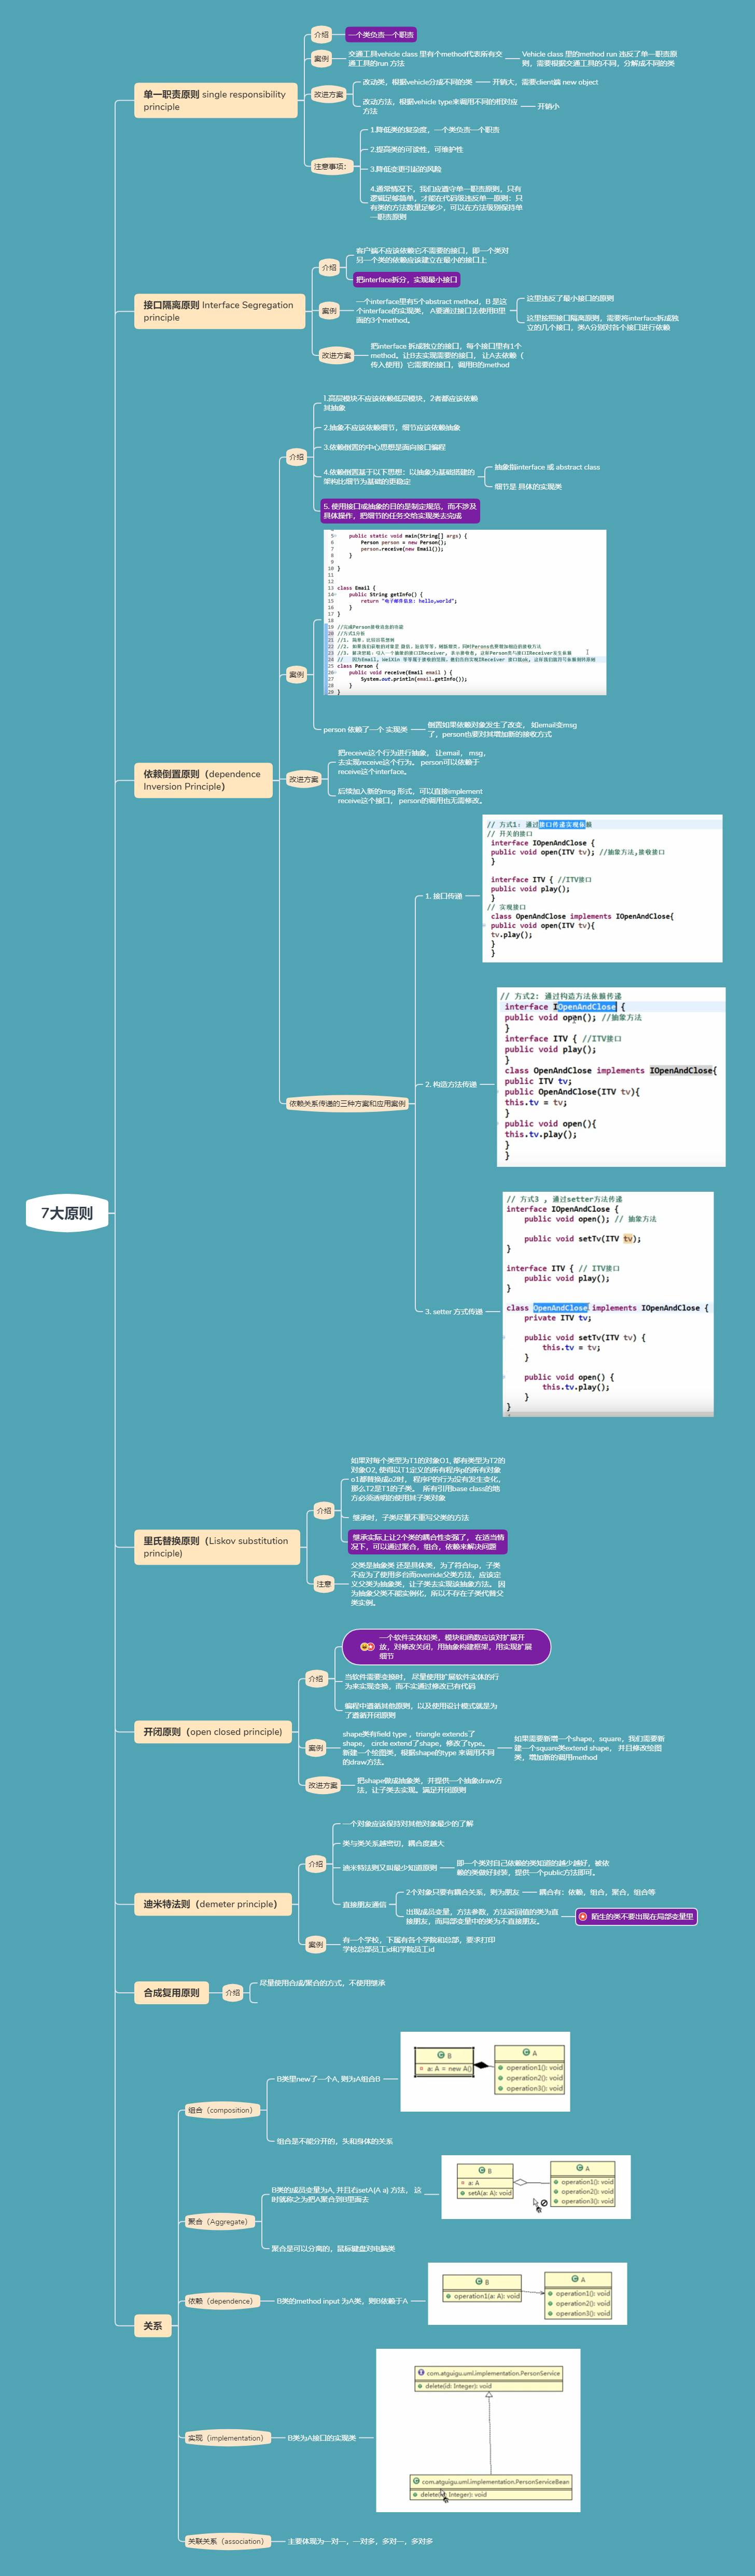 7大原则
单一职责原则 single responsibility
principle
介绍
一个类负责一个职责
案例
交通工具vehicle class 里有个method代表所有交
通工具的run 方法
Vehicle class 里的method run 违反了单一职责原
则，需要根据交通工具的不同，分解成不同的类
改进方案
改动类，根据vehicle分成不同的类
开销大，需要client端 new object
改动方法，根据vehicle type来调用不同的相对应
方法
开销小
注意事项：
1.降低类的复杂度，一个类负责一个职责
2.提高类的可读性，可维护性
3.降低变更引起的风险
4.通常情况下，我们应遵守单一职责原则，只有
逻辑足够简单，才能在代码级违反单一原则：只
有类的方法数量足够少，可以在方法级别保持单
一职责原则
接口隔离原则 Interface Segregation
principle
介绍
客户端不应该依赖它不需要的接口，即一个类对
另一个类的依赖应该建立在最小的接口上
把interface拆分，实现最小接口
案例
一个interface里有5个abstract method，B 是这
个interface的实现类， A要通过接口去使用B里
面的3个method。
这里违反了最小接口的原则
这里按照接口隔离原则，需要将interface拆成独
立的几个接口，类A分别对各个接口进行依赖
改进方案
把interface 拆成独立的接口，每个接口里有1个
method。让B去实现需要的接口， 让A去依赖（
传入使用）它需要的接口，调用B的method
依赖倒置原则（dependence
Inversion Principle）
介绍
1.高层模块不应该依赖低层模块，2者都应该依赖
其抽象
2.抽象不应该依赖细节，细节应该依赖抽象
3.依赖倒置的中心思想是面向接口编程
4.依赖倒置基于以下思想：以抽象为基础搭建的
架构比细节为基础的更稳定
抽象指interface 或 abstract class
细节是 具体的实现类
5. 使用接口或抽象的目的是制定规范，而不涉及
具体操作，把细节的任务交给实现类去完成
案例
public static void main(String[] args) {
Person person = new Person();
person.receive(new Email());
}
}
class Email {
public String getInfo() {
return "电子邮件信息: hello,world";
}
}
//完成Person接收消息的功能
//方式1分析
//1. 简单，比较容易想到
//2. 如果我们获取的对象是 微信，短信等等，则新增类，同时Person也要增加相应的接收方法
//3. 解决思路：引入一个抽象的接口IReceiver, 表示接收者, 这样Person类与接口IReceiver发生依赖
// 因为Email, WeiXin 等等属于接收的范围，他们各自实现IReceiver 接口就ok, 这样我们就符合依赖倒转原则
class Person {
public void receive(Email email ) {
System.out.println(email.getInfo());
}
}
person 依赖了一个 实现类
倒置如果依赖对象发生了改变， 如email变msg
了，person也要对其增加新的接收方式
改进方案
把receive这个行为进行抽象， 让email， msg，
去实现receive这个行为。 person可以依赖于
receive这个interface。
后续加入新的msg 形式，可以直接implement
receive这个接口， person的调用也无需修改。
依赖关系传递的三种方案和应用案例
1. 接口传递
// 方式1: 通过接口传递实现依赖
// 开关的接口
interface IOpenAndClose {
public void open(ITV tv); //抽象方法,接收接口
}
interface ITV { //ITV接口
public void play();
}
// 实现接口
class OpenAndClose implements IOpenAndClose{
public void open(ITV tv){
tv.play();
}
}
2. 构造方法传递
// 方式2: 通过构造方法依赖传递
interface IOpenAndClose {
public void open(); //抽象方法
}
interface ITV { //ITV接口
public void play();
}
class OpenAndClose implements IOpenAndClose{
public ITV tv;
public OpenAndClose(ITV tv){
this.tv = tv;
}
public void open(){
this.tv.play();
}
}
3. setter 方式传递
// 方式3 , 通过setter方法传递
interface IOpenAndClose {
public void open(); // 抽象方法
public void setTv(ITV tv);
}
interface ITV { // ITV接口
public void play();
}
class OpenAndClose implements IOpenAndClose {
private ITV tv;
public void setTv(ITV tv) {
this.tv = tv;
}
public void open() {
this.tv.play();
}
}
里氏替换原则（Liskov substitution
principle）
介绍
如果对每个类型为T1的对象O1, 都有类型为T2的
对象O2, 使得以T1定义的所有程序p的所有对象
o1都替换成o2时， 程序P的行为没有发生变化，
那么T2是T1的子类。 所有引用base class的地
方必须透明的使用其子类对象
继承时，子类尽量不重写父类的方法
继承实际上让2个类的耦合性变强了， 在适当情
况下，可以通过聚合，组合，依赖来解决问题
注意
父类是抽象类 还是具体类，为了符合lsp，子类
不应为了使用多台而override父类方法，应该定
义父类为抽象类，让子类去实现该抽象方法。 因
为抽象父类不能实例化，所以不存在子类代替父
类实例。
开闭原则（open closed principle)
介绍
一个软件实体如类，模块和函数应该对扩展开
放，对修改关闭，用抽象构建框架，用实现扩展
细节
当软件需要变换时， 尽量使用扩展软件实体的行
为来实现变换，而不实通过修改已有代码
编程中遵循其他原则，以及使用设计模式就是为
了遵循开闭原则
案例
shape类有field type ，triangle extends了
shape， circle extend了shape，修改了type。
新建一个绘图类，根据shape的type 来调用不同
的draw方法。
如果需要新增一个shape，square，我们需要新
建一个square类extend shape， 并且修改绘图
类，增加新的调用method
改进方案
把shape做成抽象类，并提供一个抽象draw方
法，让子类去实现。满足开闭原则
迪米特法则（demeter principle）
介绍
一个对象应该保持对其他对象最少的了解
类与类关系越密切，耦合度越大
迪米特法则又叫最少知道原则
即一个类对自己依赖的类知道的越少越好，被依
赖的类做好封装，提供一个public方法即可。
直接朋友通信
2个对象只要有耦合关系，则为朋友
耦合有：依赖，组合，聚合，组合等
出现成员变量，方法参数，方法返回值的类为直
接朋友，而局部变量中的类为不直接朋友。
陌生的类不要出现在局部变量里
案例
有一个学校，下属有各个学院和总部，要求打印
学校总部员工id和学院员工id
合成复用原则
介绍
尽量使用合成/聚合的方式，不使用继承
关系
组合（composition）
B类里new了一个A, 则为A组合B
B
a: A = new A()
A
operation1(): void
operation2(): void
operation3(): void
组合是不能分开的，头和身体的关系
聚合（Aggregate）
B类的成员变量为A, 并且右setA(A a) 方法， 这
时就称之为把A聚合到B里面去
B
a: A
setA(a: A): void
A
operation1(): void
operation2(): void
operation3(): void
聚合是可以分离的，鼠标键盘对电脑类
依赖（dependence）
B类的method input 为A类，则B依赖于A
B
operation1(a: A): void
A
operation1(): void
operation2(): void
operation3(): void
实现（implementation）
B类为A接口的实现类
com.atguigu.uml.implementation.PersonService
delete(id: Integer): void
com.atguigu.uml.implementation.PersonServiceBean
Integer): void
关联关系（association）
主要体现为一对一，一对多，多对一，多对多